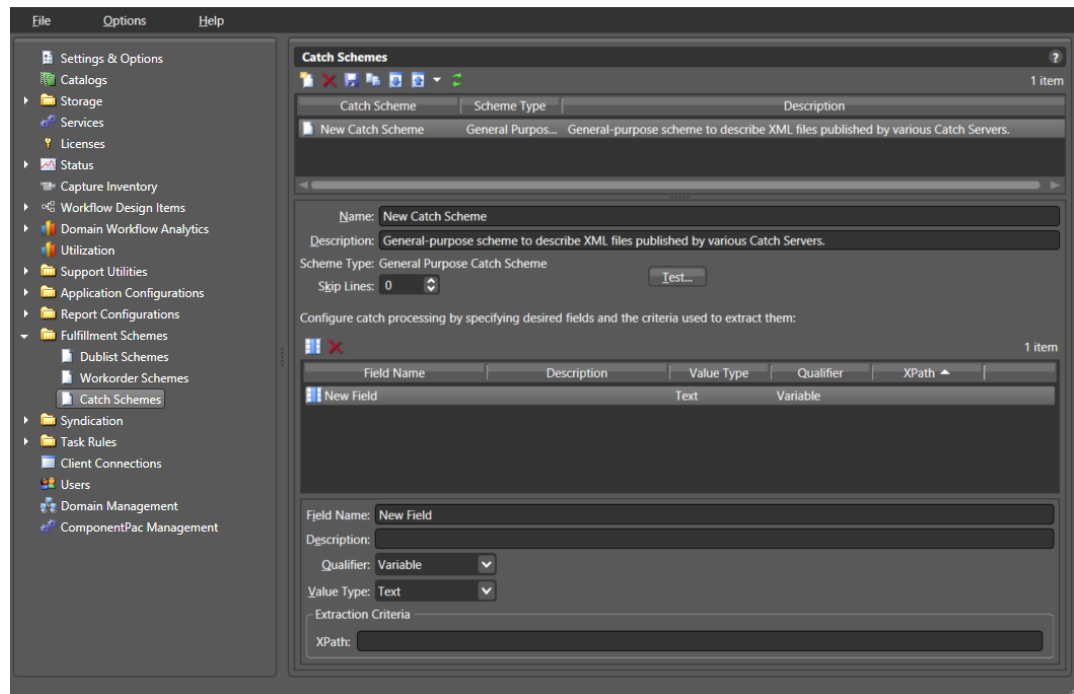 File Options Help
Settings & Options
Catalogs
Storage
Services
Licenses
Status
Capture Inventory
Workflow Design Items
Domain Workflow Analytics
Utilization
Support Utilities
Application Configurations
Report Configurations
Fulfillment Schemes
Dublist Schemes
Workorder Schemes
Catch Schemes
Syndication
Task Rules
Client Connections
Users
Domain Management
ComponentPac Management
Catch Schemes ?
1 item
Catch Scheme Scheme Type Description
New Catch Scheme General Purpos... General-purpose scheme to describe XML files published by various Catch Servers.
Name: New Catch Scheme
Description: General-purpose scheme to describe XML files published by various Catch Servers.
Scheme Type: General Purpose Catch Scheme
Skip Lines: 0 Test...
Configure catch processing by specifying desired fields and the criteria used to extract them:
1 item
Field Name Description Value Type Qualifier XPath
New Field Text Variable
Field Name: New Field
Description:
Qualifier: Variable
Value Type: Text
Extraction Criteria
XPath: